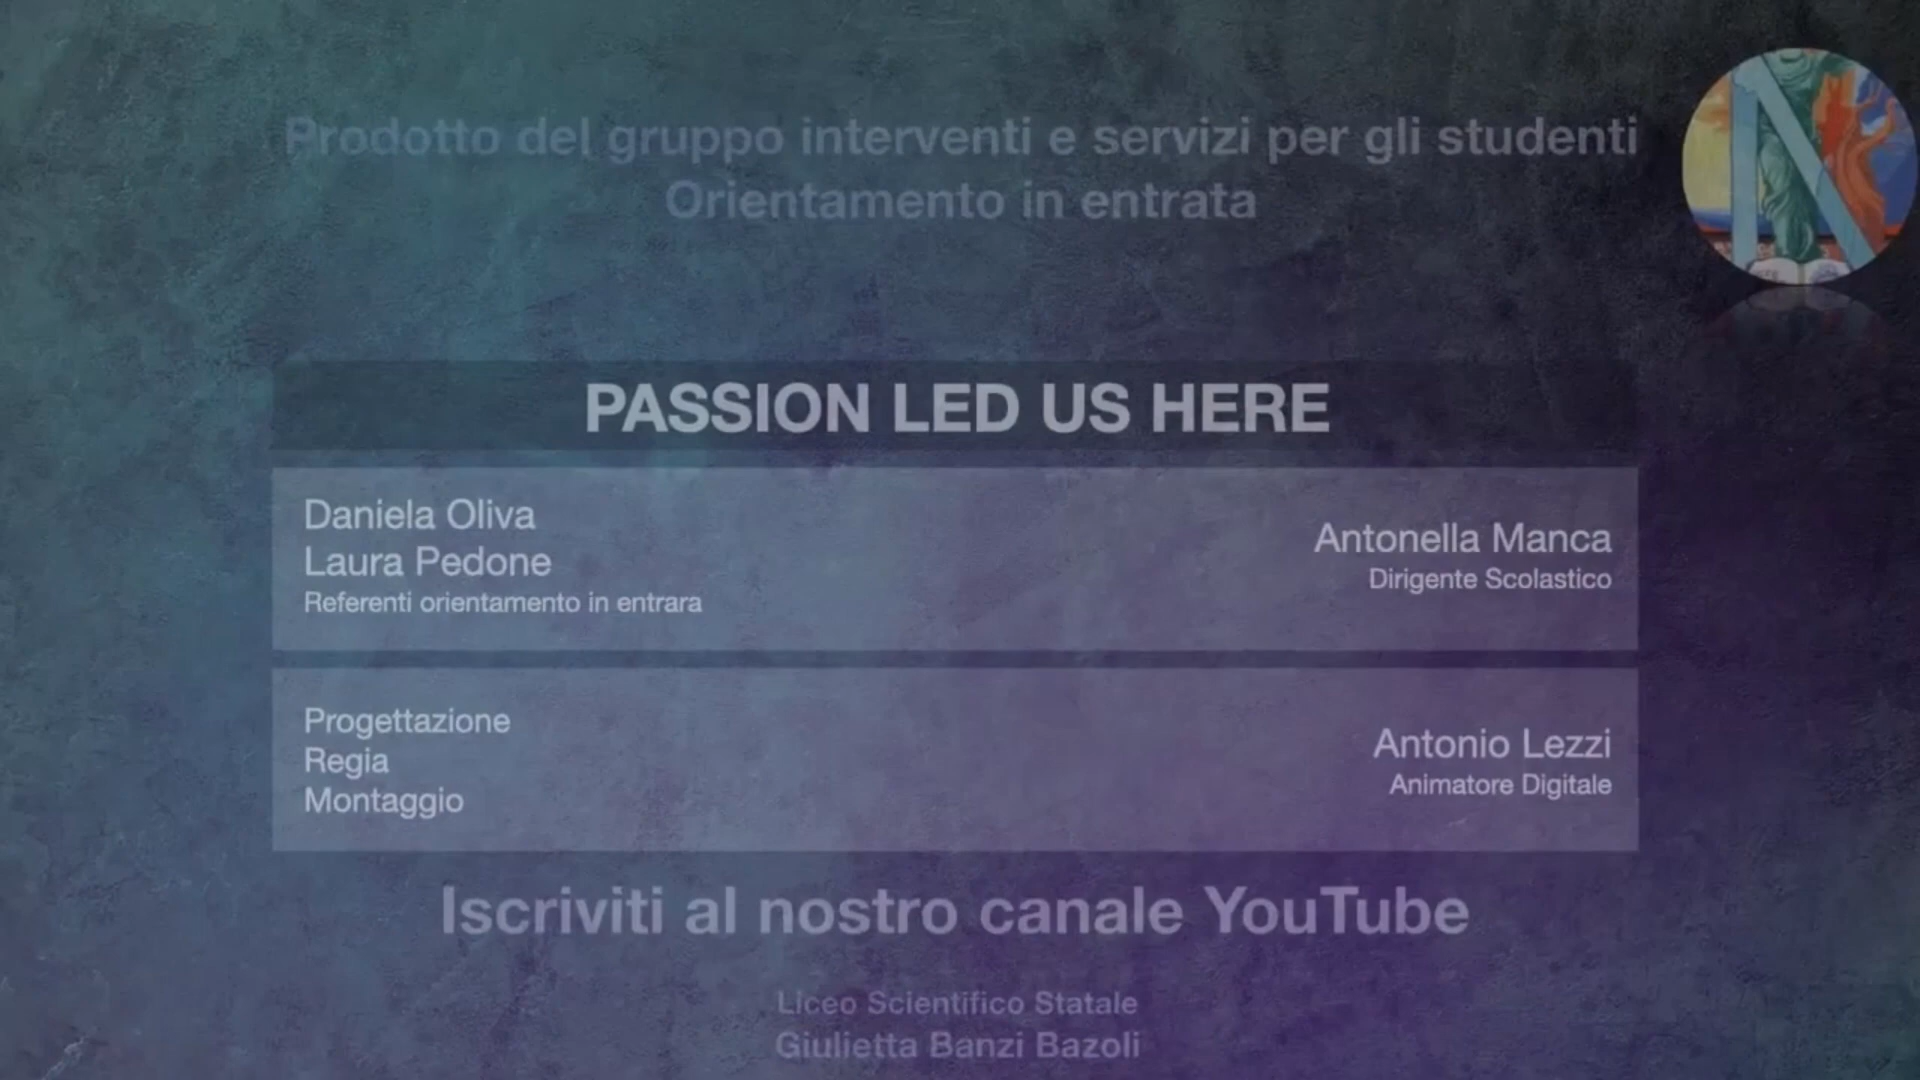 Prodotto del gruppo interventi e servizi per gli studenti
Orientamento in entrata
PASSION LED US HERE
Daniela Oliva
Laura Pedone
Referenti orientamento in entrara
Antonella Manca
Dirigente Scolastico
Progettazione
Regia
Montaggio
Antonio Lezzi
Animatore Digitale
Iscriviti al nostro canale YouTube
Liceo Scientifico Statale
Giulietta Banzi Bazoli